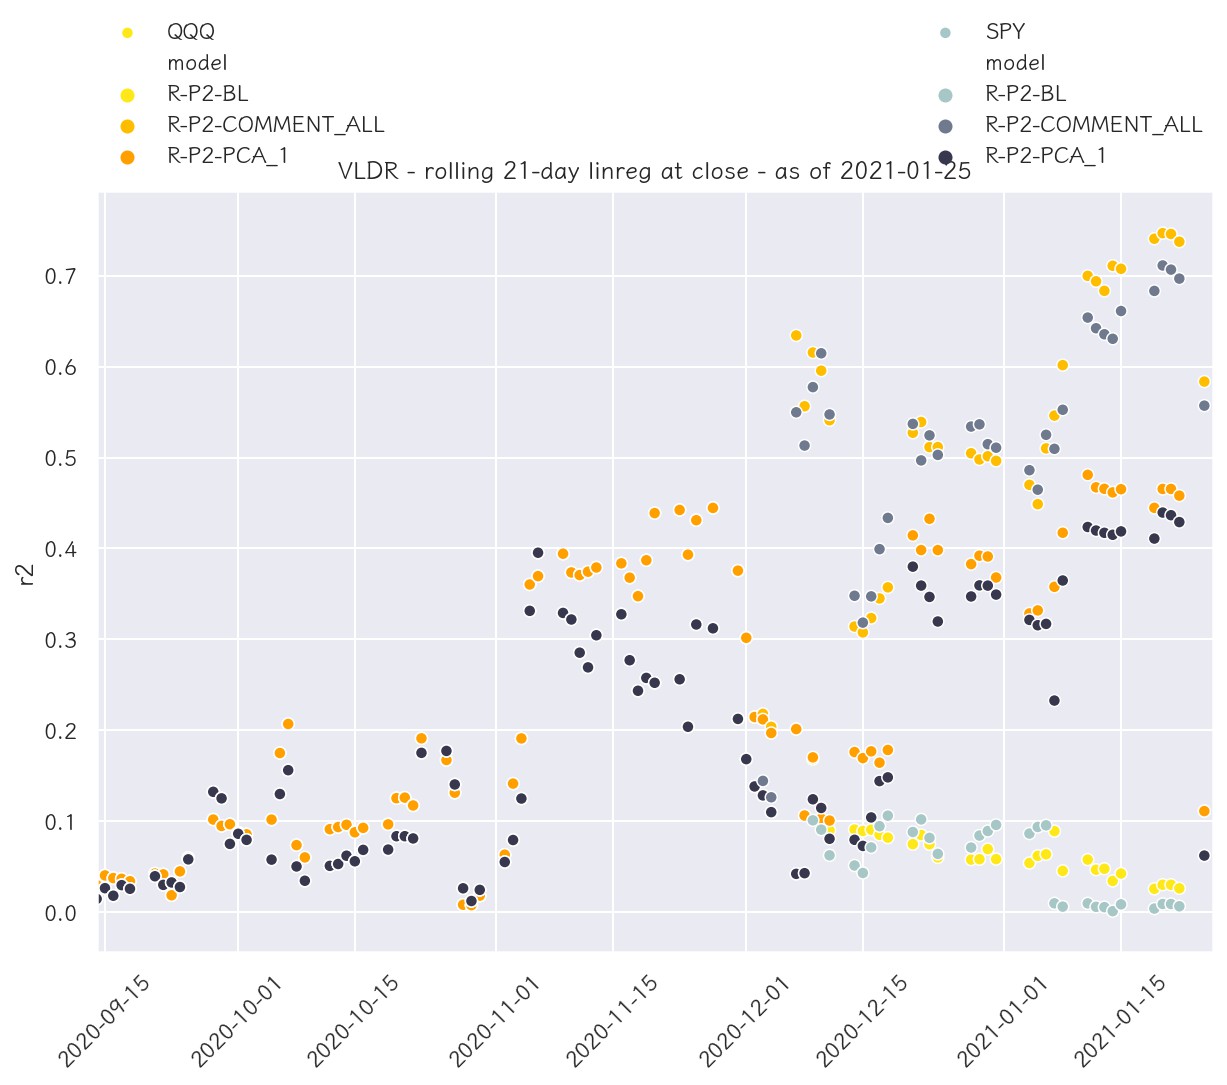 QQQ
model
R-P2-BL
R-P2-COMMENT_ALL
R-P2-PCA_1
SPY
model
R-P2-BL
R-P2-COMMENT_ALL
R-P2-PCA_1
VLDR - rolling 21-day linreg at close - as of 2021-01-25
r2
0.7
0.6
0.5
0.4
0.3
0.2
0.1
0.0
2020-09-15
2020-10-01
2020-10-15
2020-11-01
2020-11-15
2020-12-01
2020-12-15
2021-01-01
2021-01-15